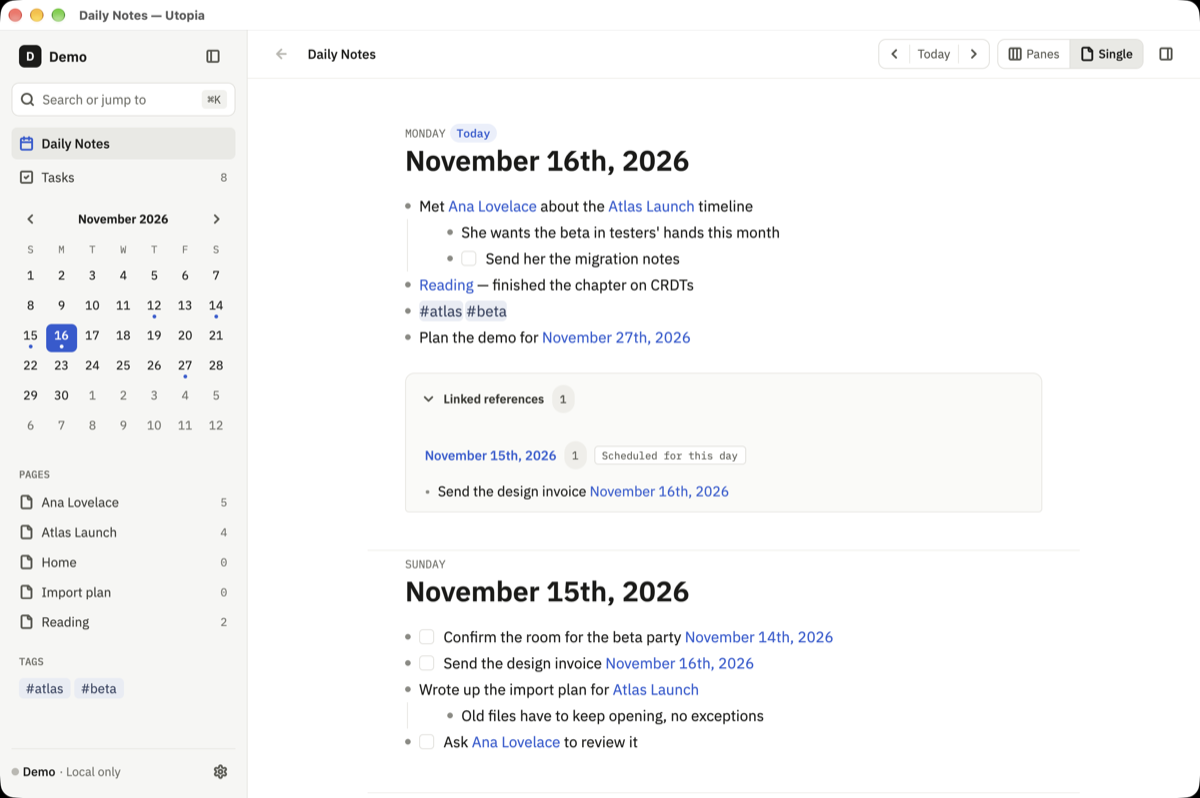 Daily Notes — Utopia
D Demo
Search or jump to ⌘K
Daily Notes
Tasks 8
November 2026
S M T W T F S
1 2 3 4 5 6 7
8 9 10 11 12 13 14
15 16 17 18 19 20 21
22 23 24 25 26 27 28
29 30 1 2 3 4 5
6 7 8 9 10 11 12
PAGES
Ana Lovelace 5
Atlas Launch 4
Home 0
Import plan 0
Reading 2
TAGS
#atlas #beta
Demo · Local only
Daily Notes
Today
Panes Single
MONDAY Today
November 16th, 2026
Met Ana Lovelace about the Atlas Launch timeline
She wants the beta in testers' hands this month
Send her the migration notes
Reading — finished the chapter on CRDTs
#atlas #beta
Plan the demo for November 27th, 2026
Linked references 1
November 15th, 2026 1 Scheduled for this day
Send the design invoice November 16th, 2026
SUNDAY
November 15th, 2026
Confirm the room for the beta party November 14th, 2026
Send the design invoice November 16th, 2026
Wrote up the import plan for Atlas Launch
Old files have to keep opening, no exceptions
Ask Ana Lovelace to review it